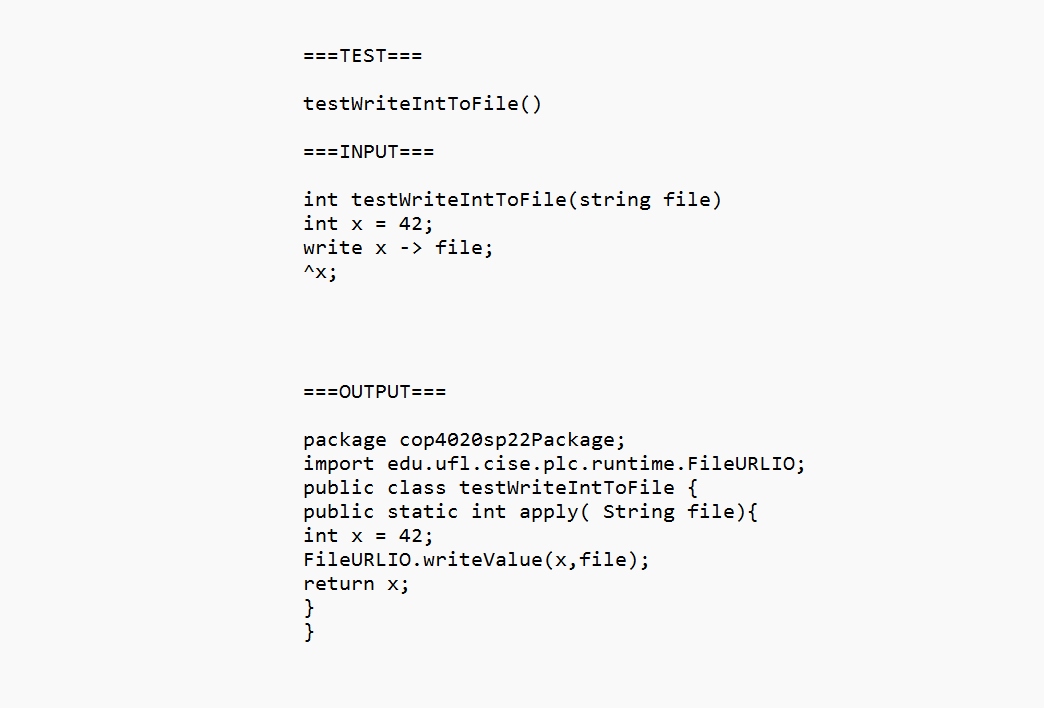 ===TEST===
testWriteIntToFile()
===INPUT===
int testWriteIntToFile(string file)
int x = 42;
write x -> file;
^x;
===OUTPUT===
package cop4020sp22Package;
import edu.ufl.cise.plc.runtime.FileURLIO;
public class testWriteIntToFile {
public static int apply( String file){
int x = 42;
FileURLIO.writeValue(x,file);
return x;
}
}